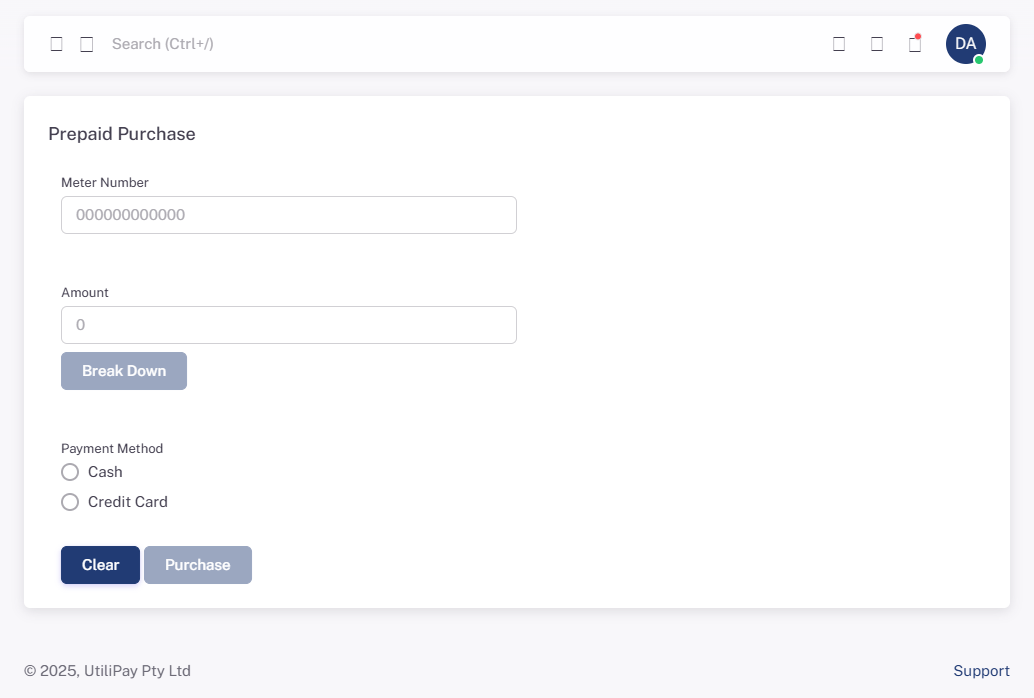 Search (Ctrl+/)
DA
Prepaid Purchase
Meter Number
000000000000
Amount
0
Break Down
Payment Method
Cash
Credit Card
Clear Purchase
© 2025, UtiliPay Pty Ltd
Support